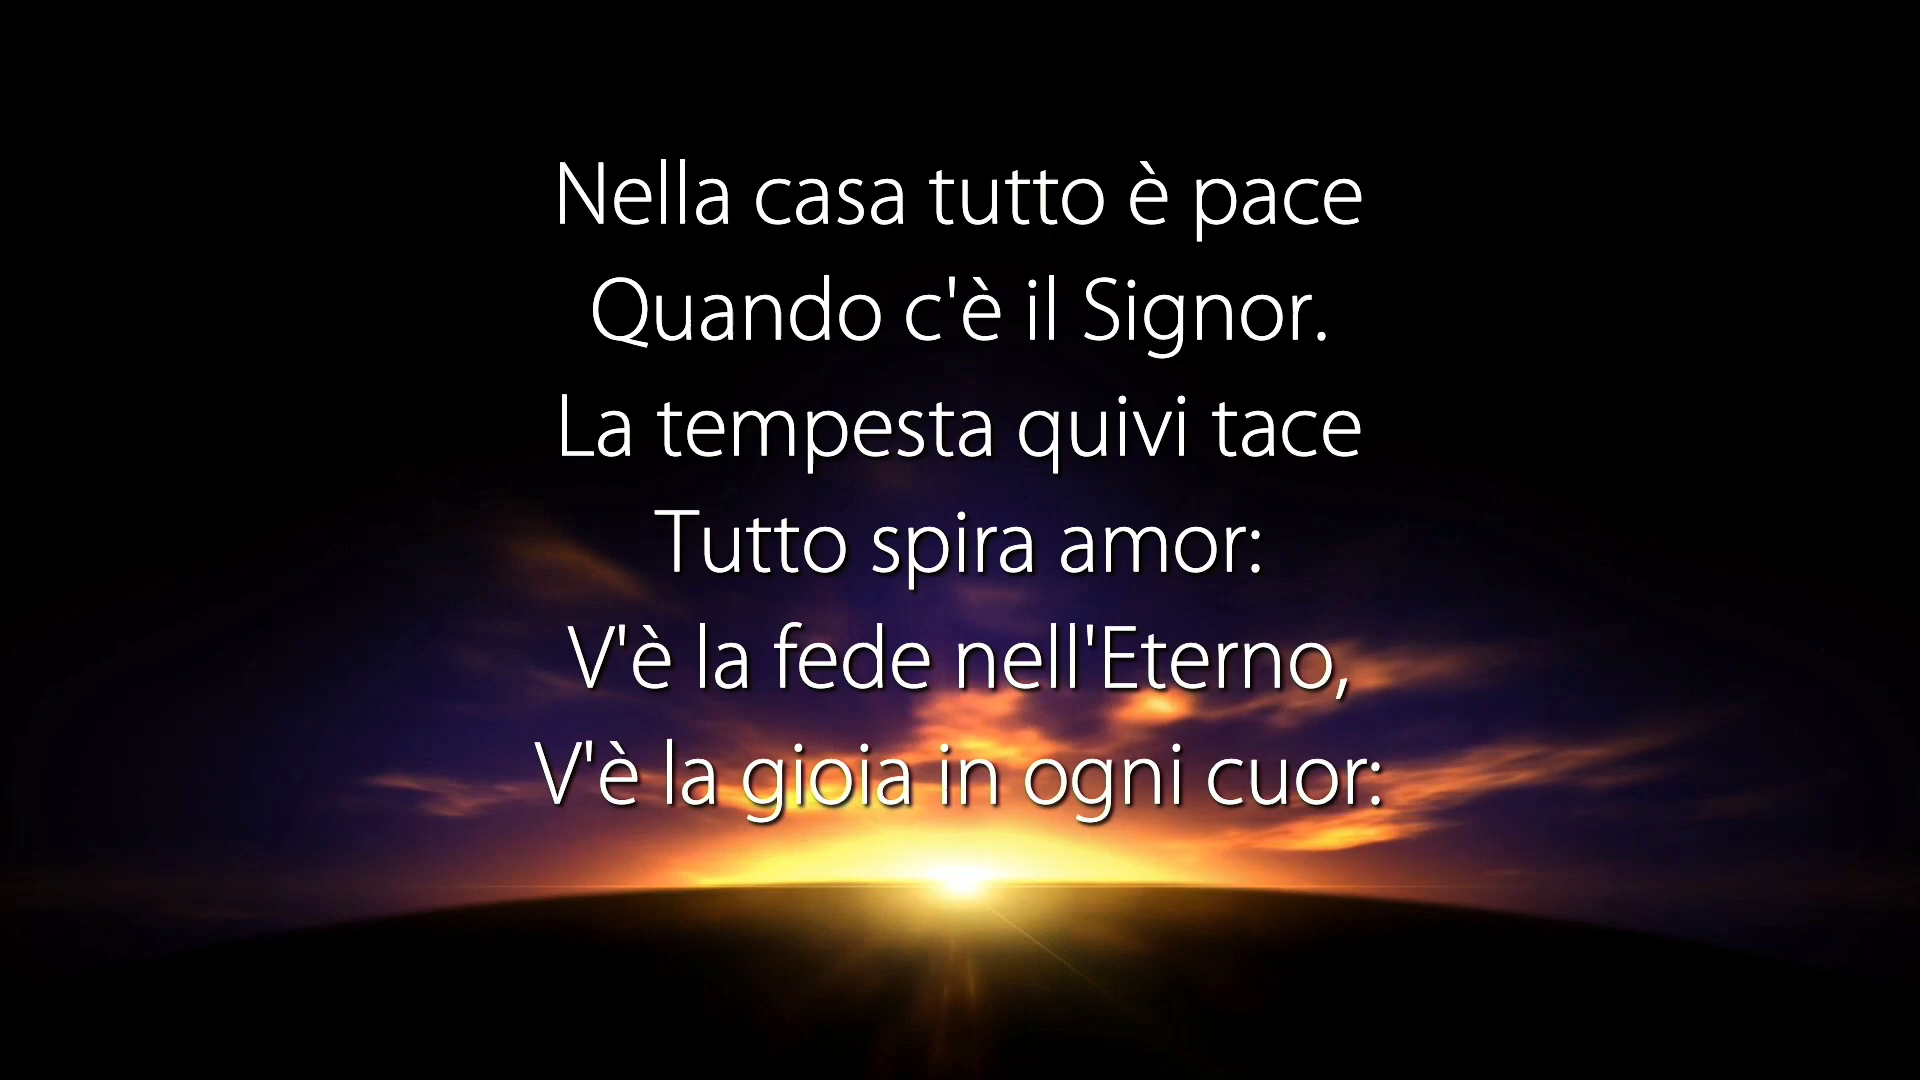 Nella casa tutto è pace
Quando c'è il Signor.
La tempesta quivi tace
Tutto spira amor:
V'è la fede nell'Eterno,
V'è la gioia in ogni cuor: